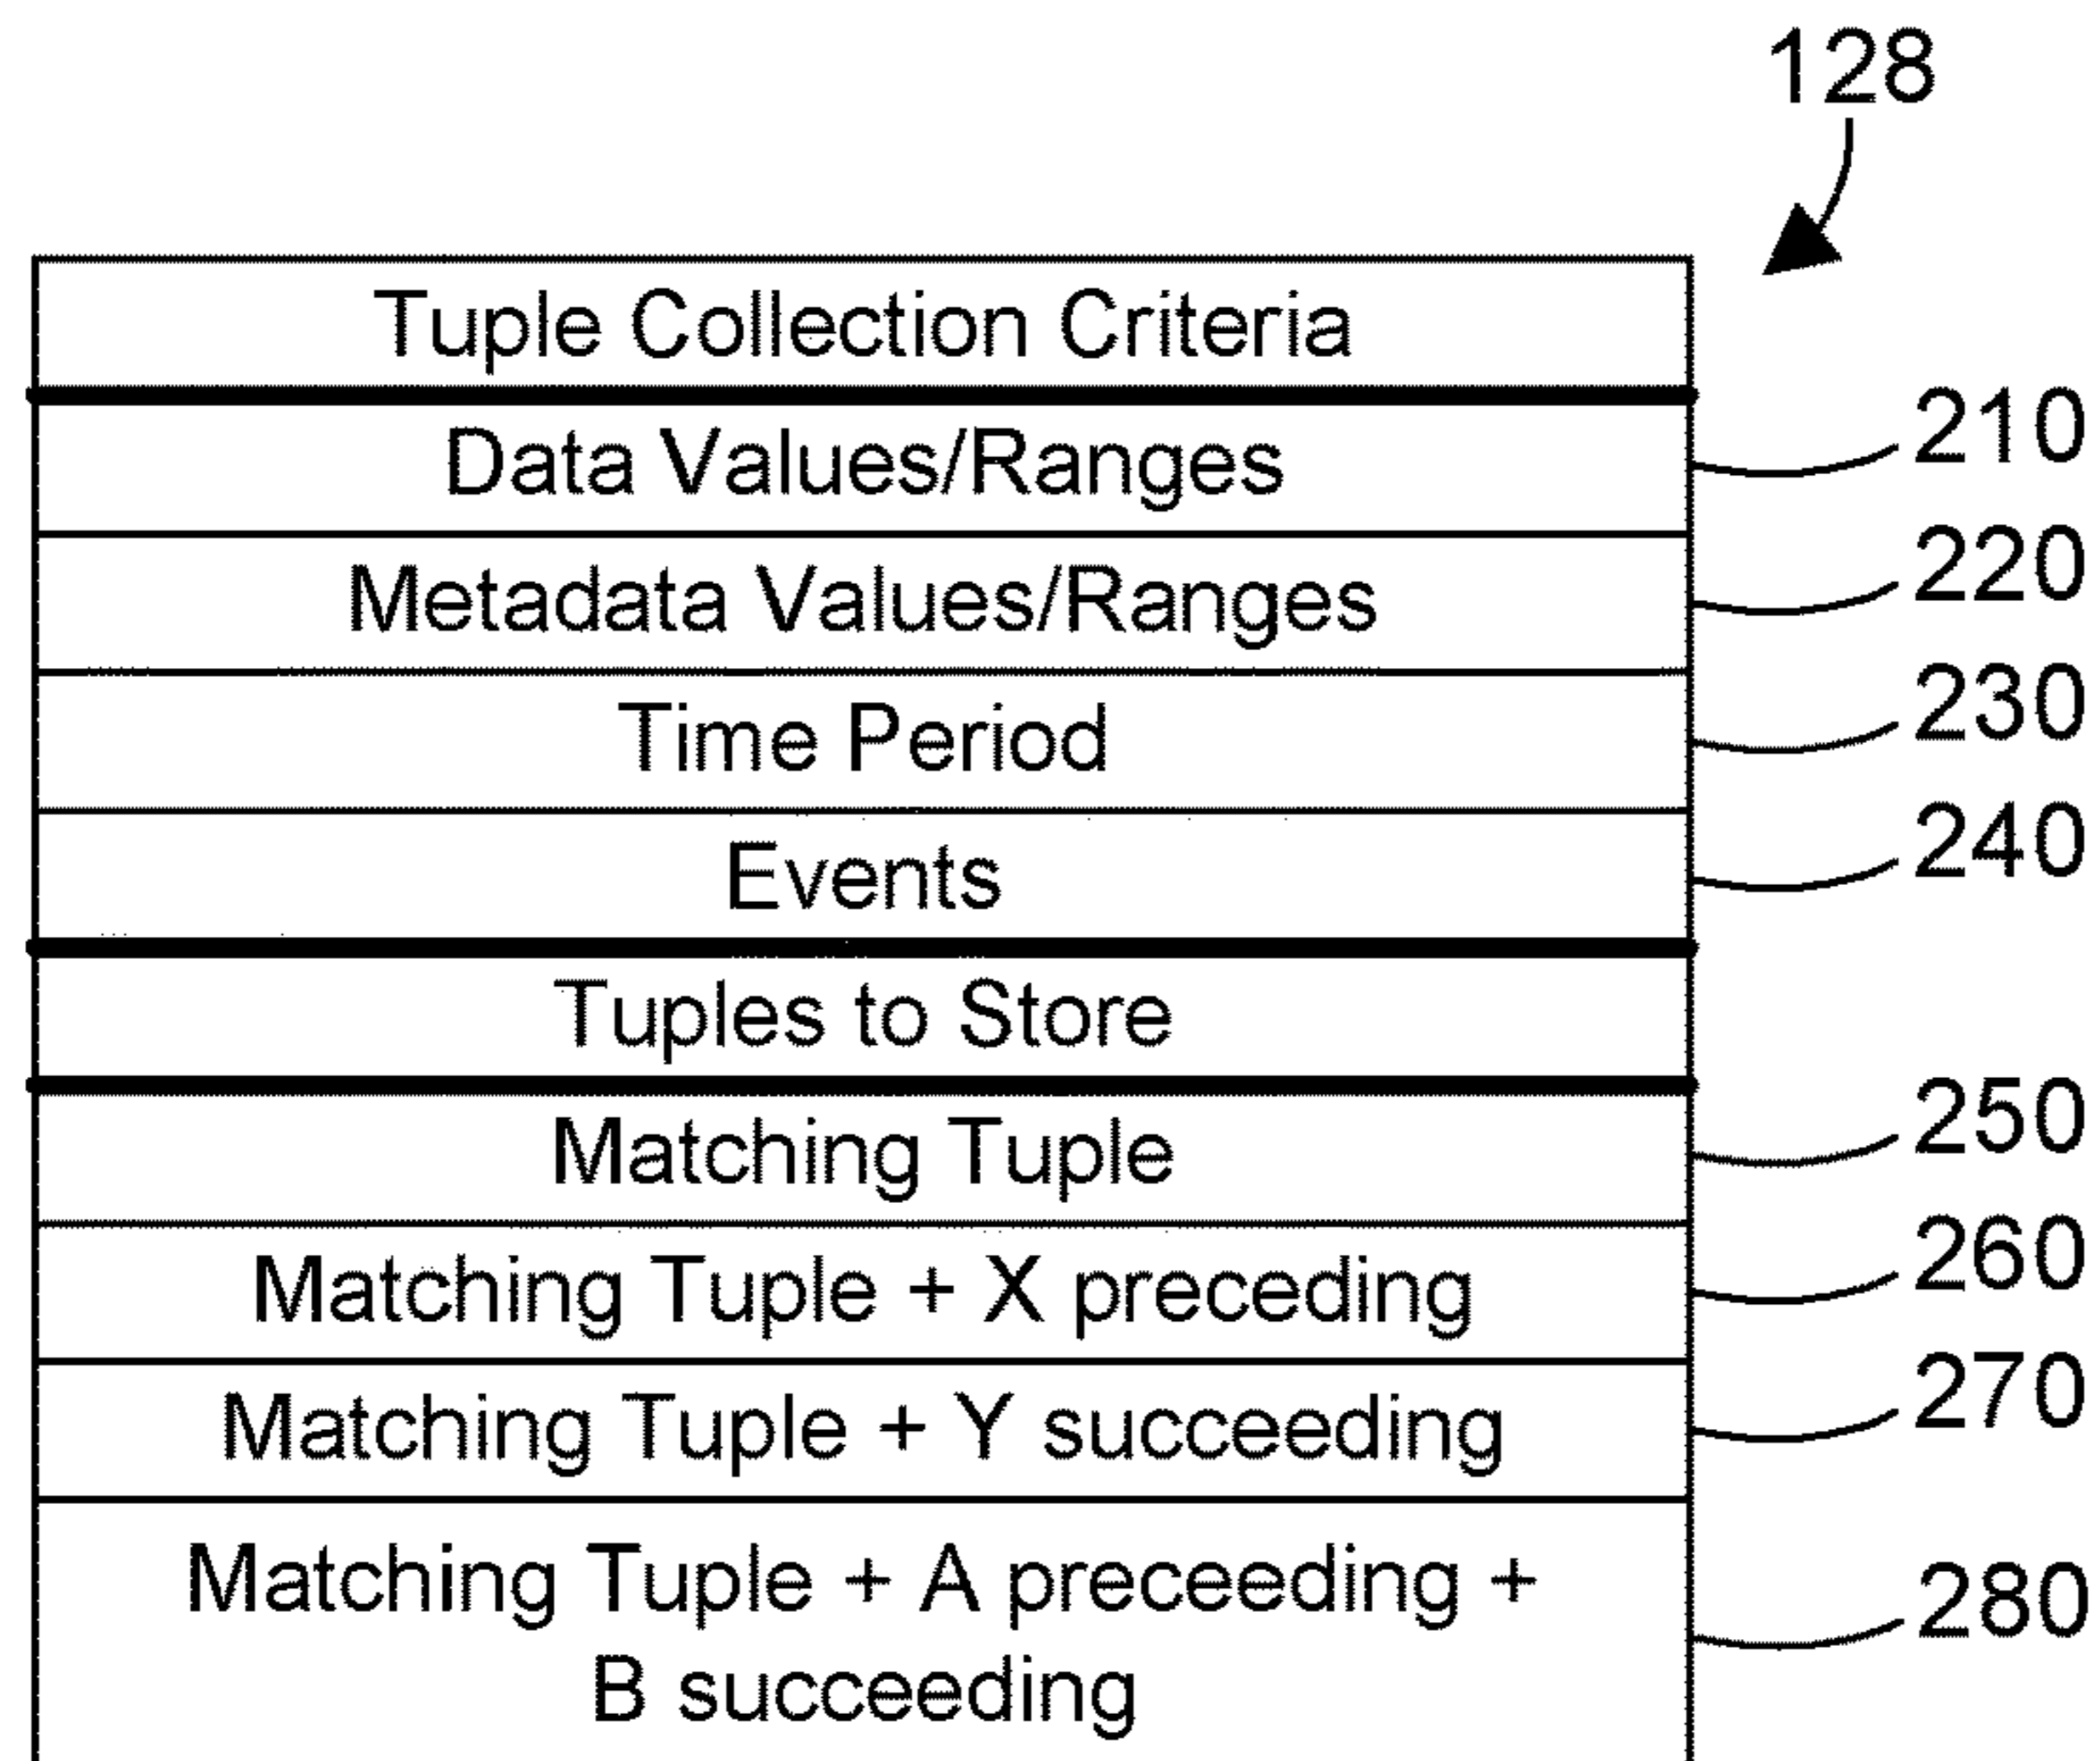 128
Tuple Collection Criteria
Data Values/Ranges 210
Metadata Values/Ranges 220
Time Period 230
Events 240
Tuples to Store
Matching Tuple 250
Matching Tuple + X preceding 260
Matching Tuple + Y succeeding 270
Matching Tuple + A preceeding +
B succeeding 280